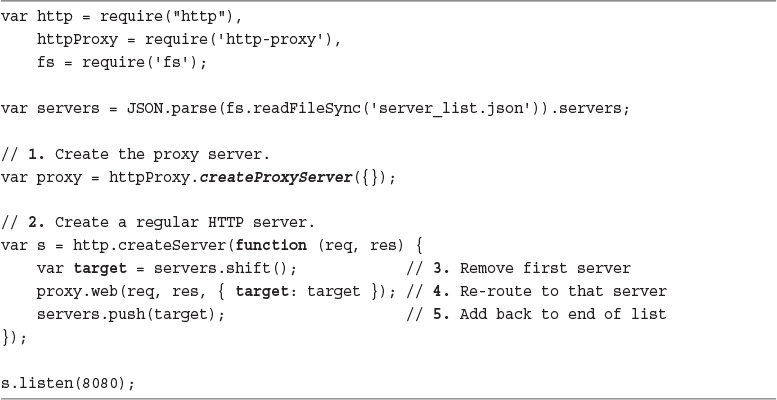 var http = require("http"),
    httpProxy = require('http-proxy'),
    fs = require('fs');

var servers = JSON.parse(fs.readFileSync('server_list.json')).servers;

// 1. Create the proxy server.
var proxy = httpProxy.createProxyServer({});

// 2. Create a regular HTTP server.
var s = http.createServer(function (req, res) {
    var target = servers.shift();            // 3. Remove first server
    proxy.web(req, res, { target: target }); // 4. Re-route to that server
    servers.push(target);                    // 5. Add back to end of list
});

s.listen(8080);